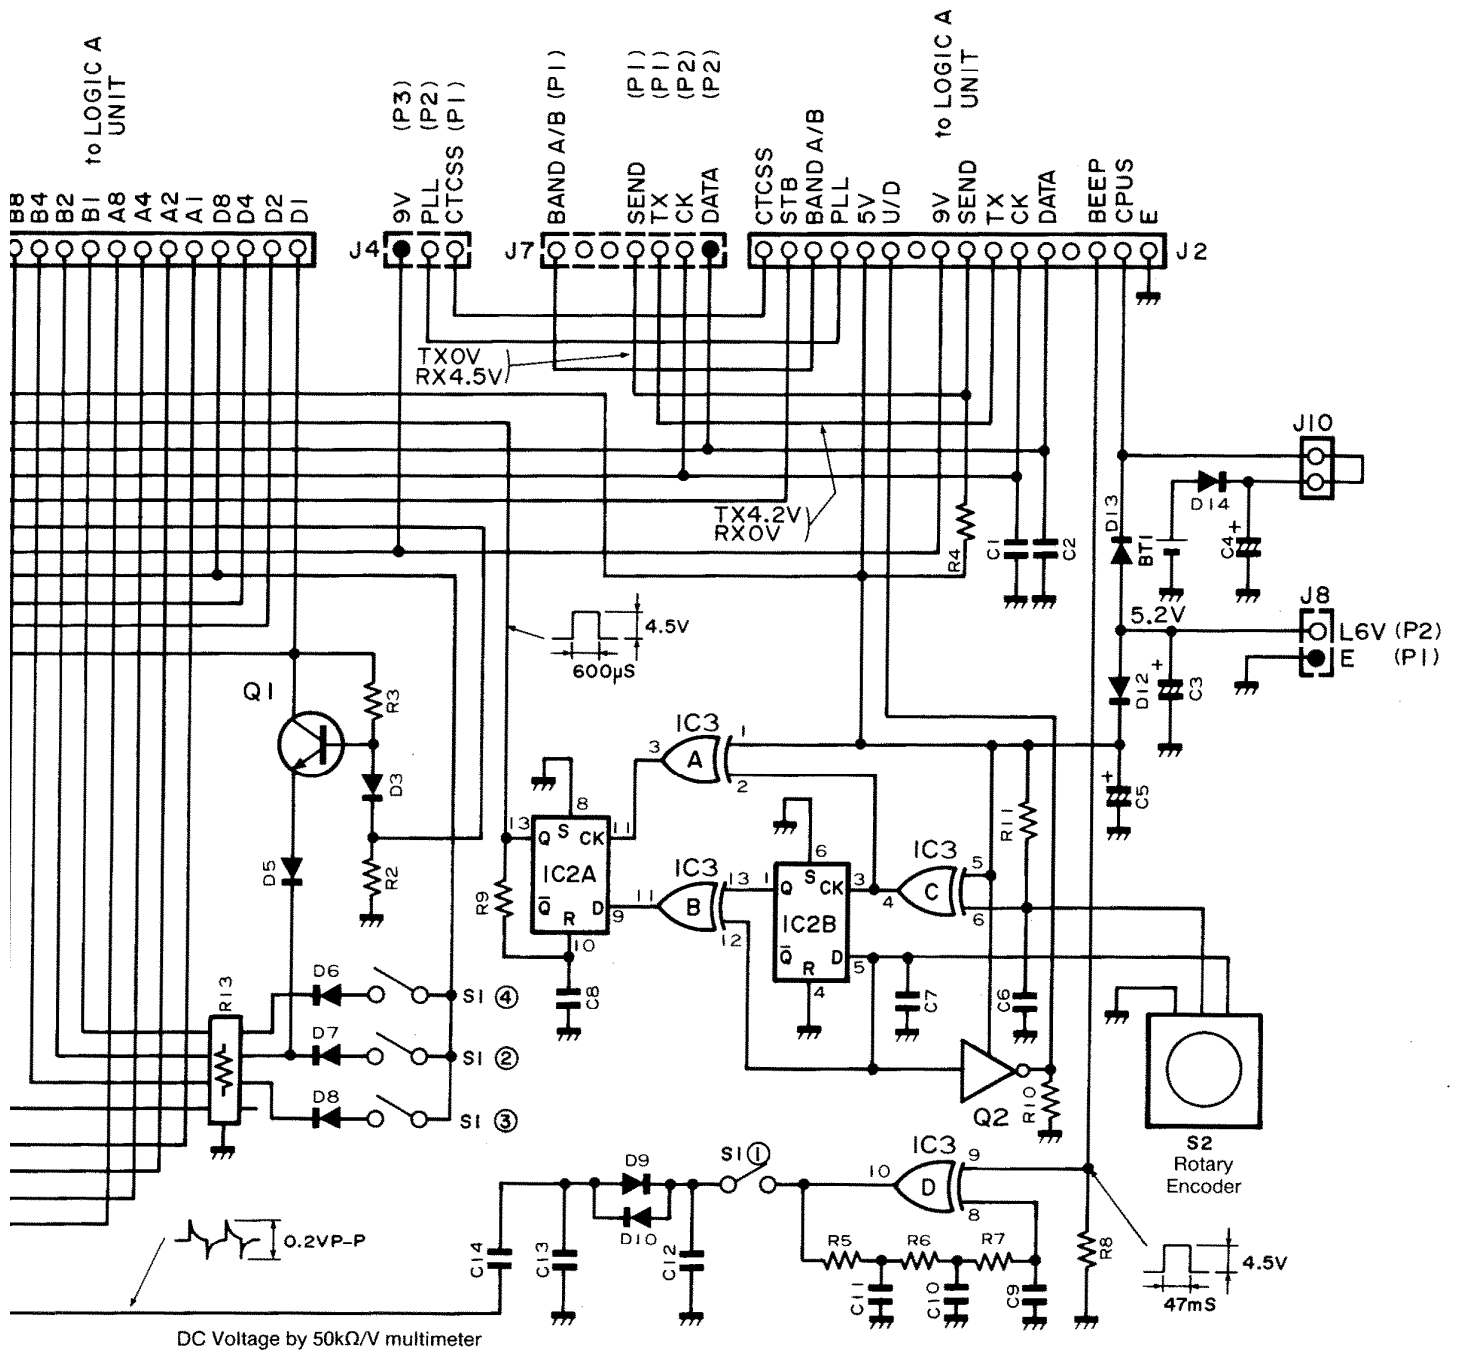 to LOGIC A
UNIT
B8
B4
B2
B1
A8
A4
A2
A1
D8
D4
D2
D1
J4
9V (P3)
PLL (P2)
CTCSS (P1)
J7
BAND A/B (P1)
SEND (P1)
TX (P1)
CK (P2)
DATA (P2)
to LOGIC A
UNIT
CTCSS
STB
BAND A/B
PLL
5V
U/D
9V
SEND
TX
CK
DATA
BEEP
CPUS
E
J2
TX0V
RX4.5V
TX4.2V
RX0V
R4
C1
C2
D13
BT1
D14
C4
+
J10
J8
5.2V
L6V (P2)
E (P1)
D12
+
C3
+
C5
4.5V
600μS
Q1
R3
D3
R2
D5
IC3
A
3
1
2
8
13
Q
S
CK
11
IC2A
Q̅
R
D
9
10
R9
C8
IC3
B
11
13
12
6
1
Q
S
CK
3
IC2B
Q̅
R
D
5
4
IC3
C
4
5
6
R11
C7
C6
R13
D6
S1 ④
D7
S1 ②
D8
S1 ③
Q2
R10
S2
Rotary
Encoder
D9
D10
S1 ①
IC3
D
10
9
8
R5
R6
R7
C14
C13
C12
C11
C10
C9
R8
0.2VP-P
4.5V
47mS
DC Voltage by 50kΩ/V multimeter